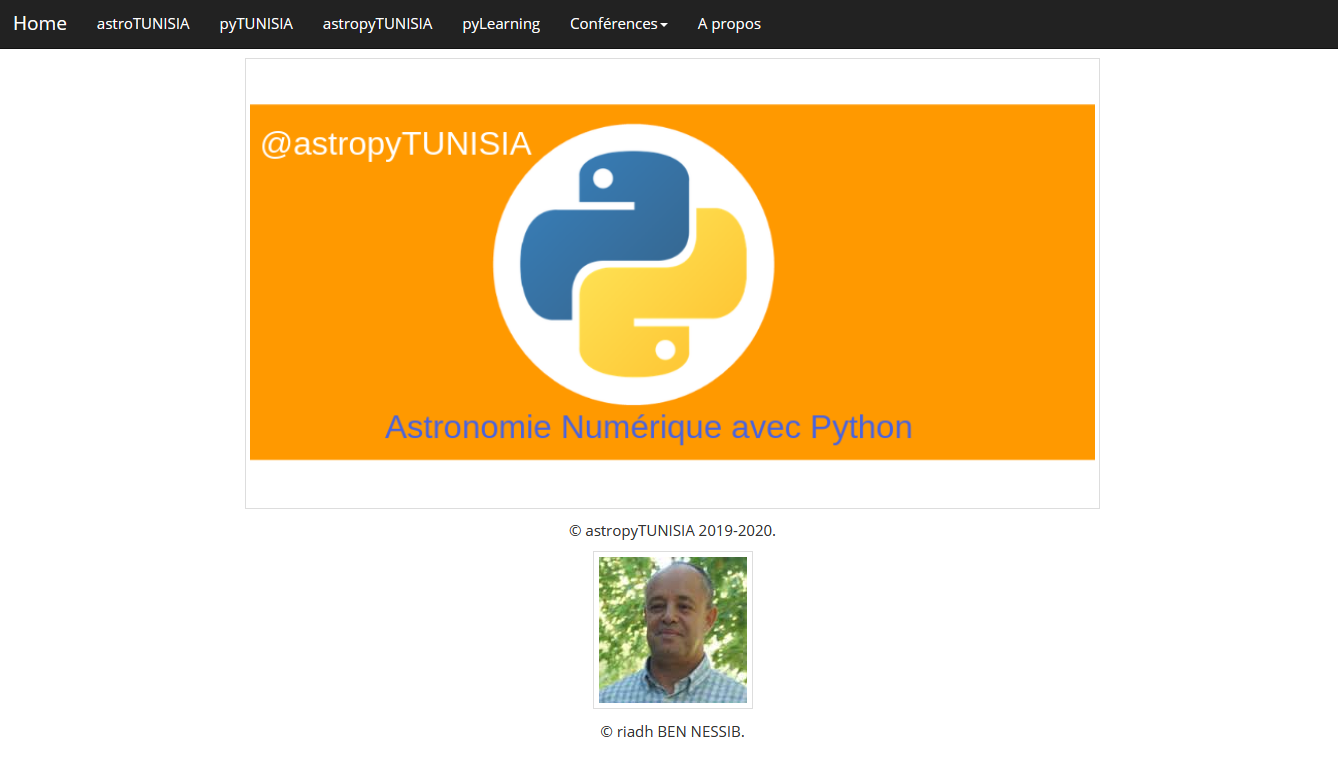 Home astroTUNISIA pyTUNISIA astropyTUNISIA pyLearning Conférences A propos
@astropyTUNISIA
Astronomie Numérique avec Python
© astropyTUNISIA 2019-2020.
© riadh BEN NESSIB.